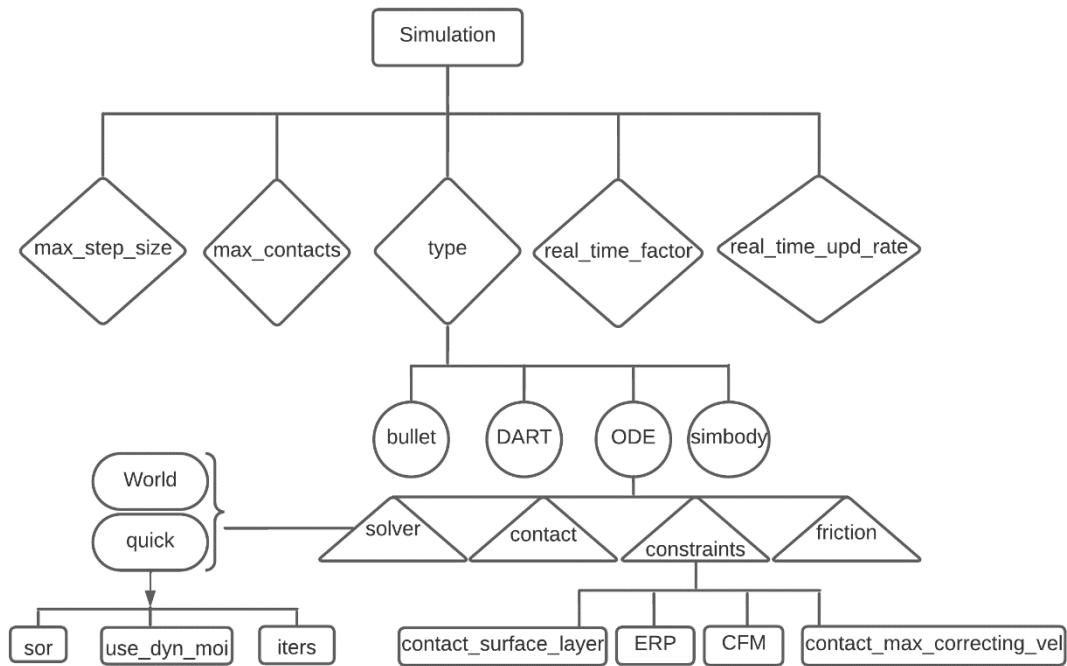 Simulation
max_step_size
max_contacts
type
real_time_factor
real_time_upd_rate
bullet
DART
ODE
simbody
World
quick
solver
contact
constraints
friction
sor
use_dyn_moi
iters
contact_surface_layer
ERP
CFM
contact_max_correcting_vel